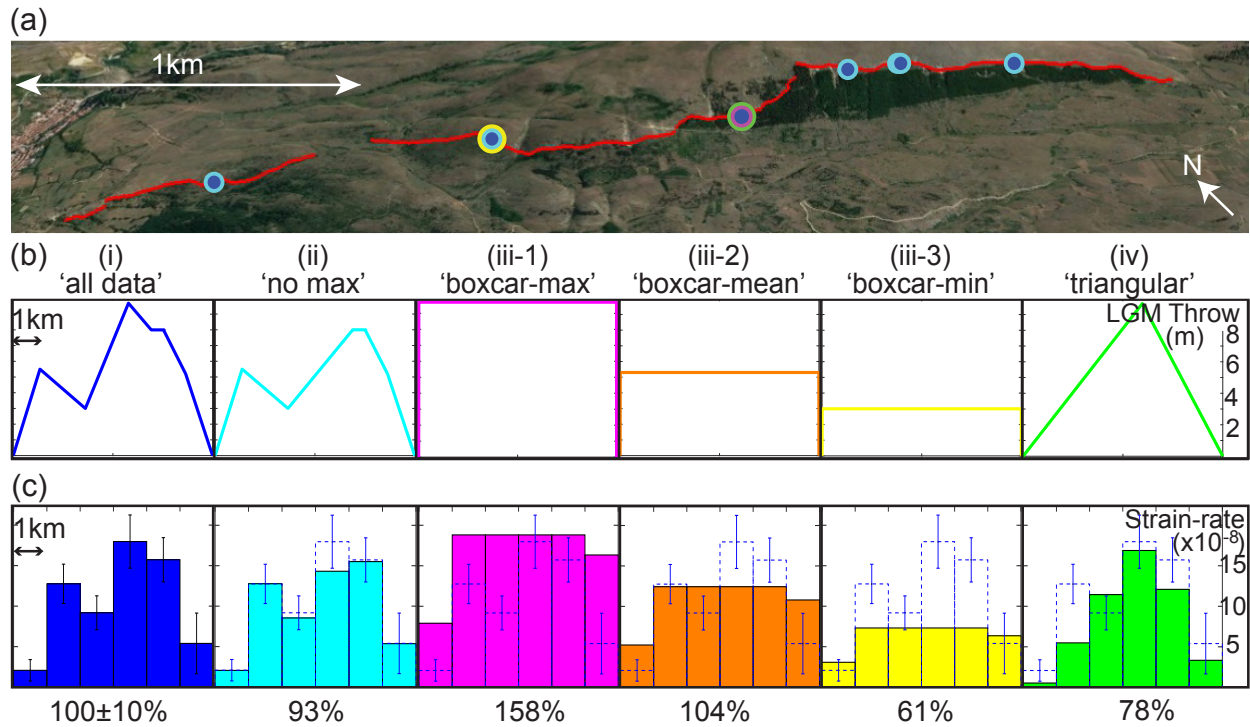 (a)
1km
N
(b)
(i)
(ii)
(iii-1)
(iii-2)
(iii-3)
(iv)
'all data'
'no max'
'boxcar-max'
'boxcar-mean'
'boxcar-min'
'triangular'
1km
LGM Throw
(m)
8
6
4
2
(c)
1km
Strain-rate
(x10-8)
15
10
5
100±10%
93%
158%
104%
61%
78%